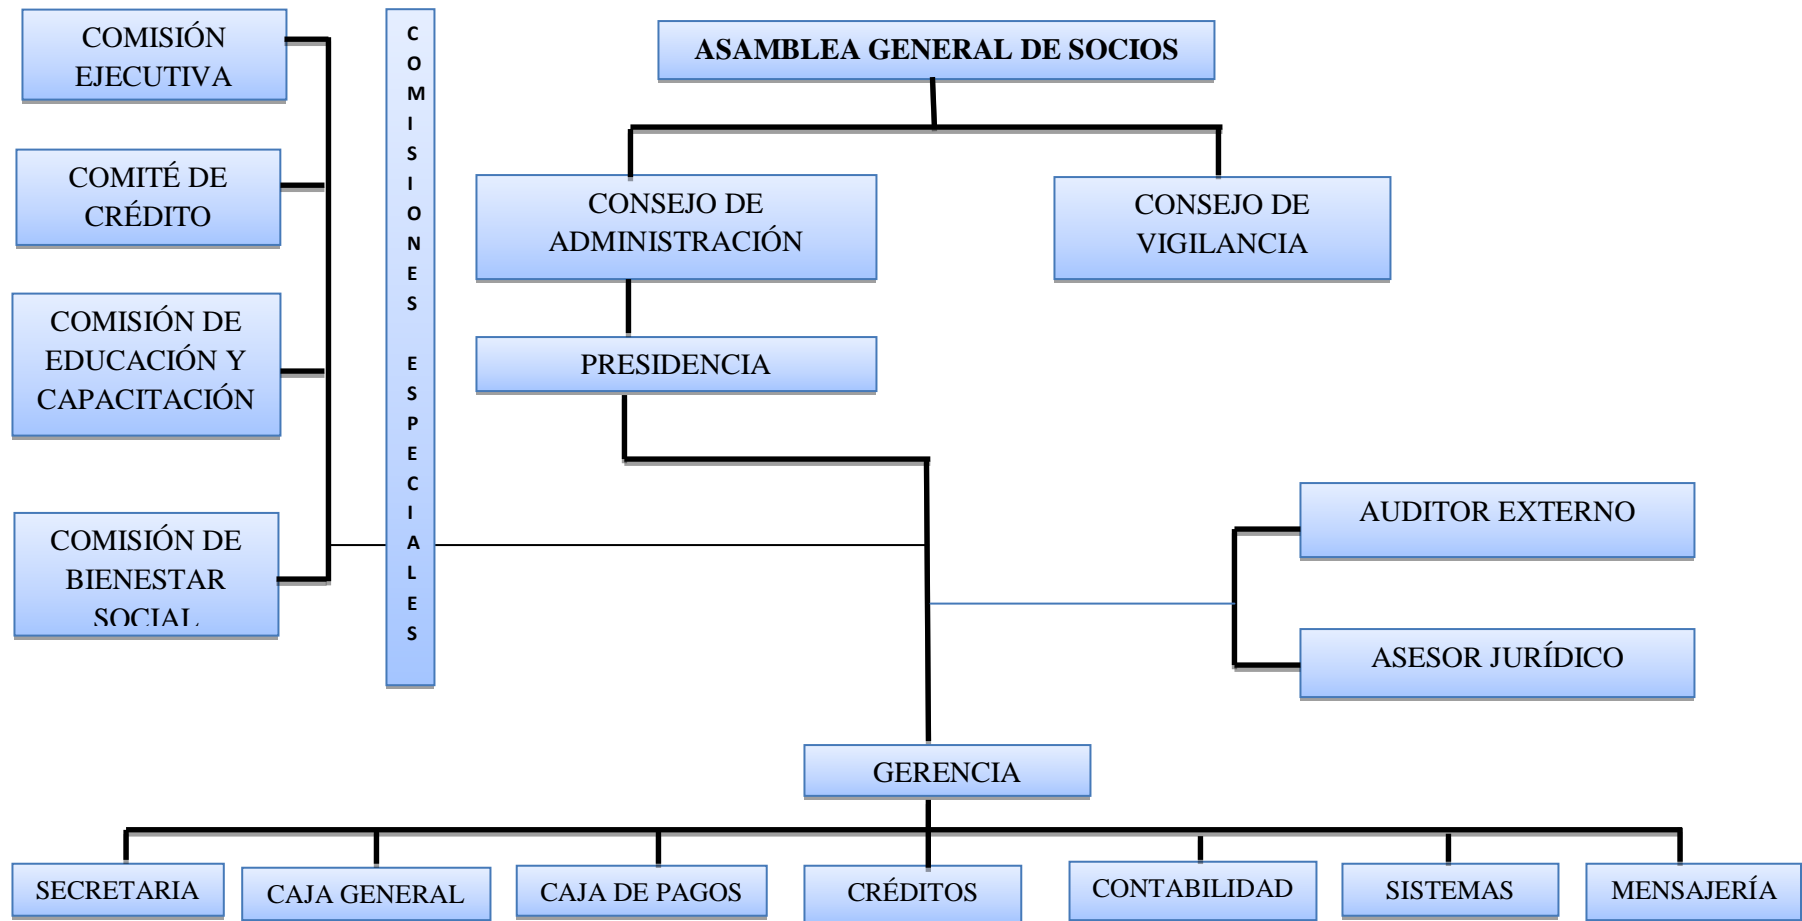 COMISIÓN
EJECUTIVA
COMITÉ DE
CRÉDITO
COMISIÓN DE
EDUCACIÓN Y
CAPACITACIÓN
COMISIÓN DE
BIENESTAR
SOCIAL
COMISIONES ESPECIALES
ASAMBLEA GENERAL DE SOCIOS
CONSEJO DE
ADMINISTRACIÓN
CONSEJO DE
VIGILANCIA
PRESIDENCIA
AUDITOR EXTERNO
ASESOR JURÍDICO
GERENCIA
SECRETARIA
CAJA GENERAL
CAJA DE PAGOS
CRÉDITOS
CONTABILIDAD
SISTEMAS
MENSAJERÍA